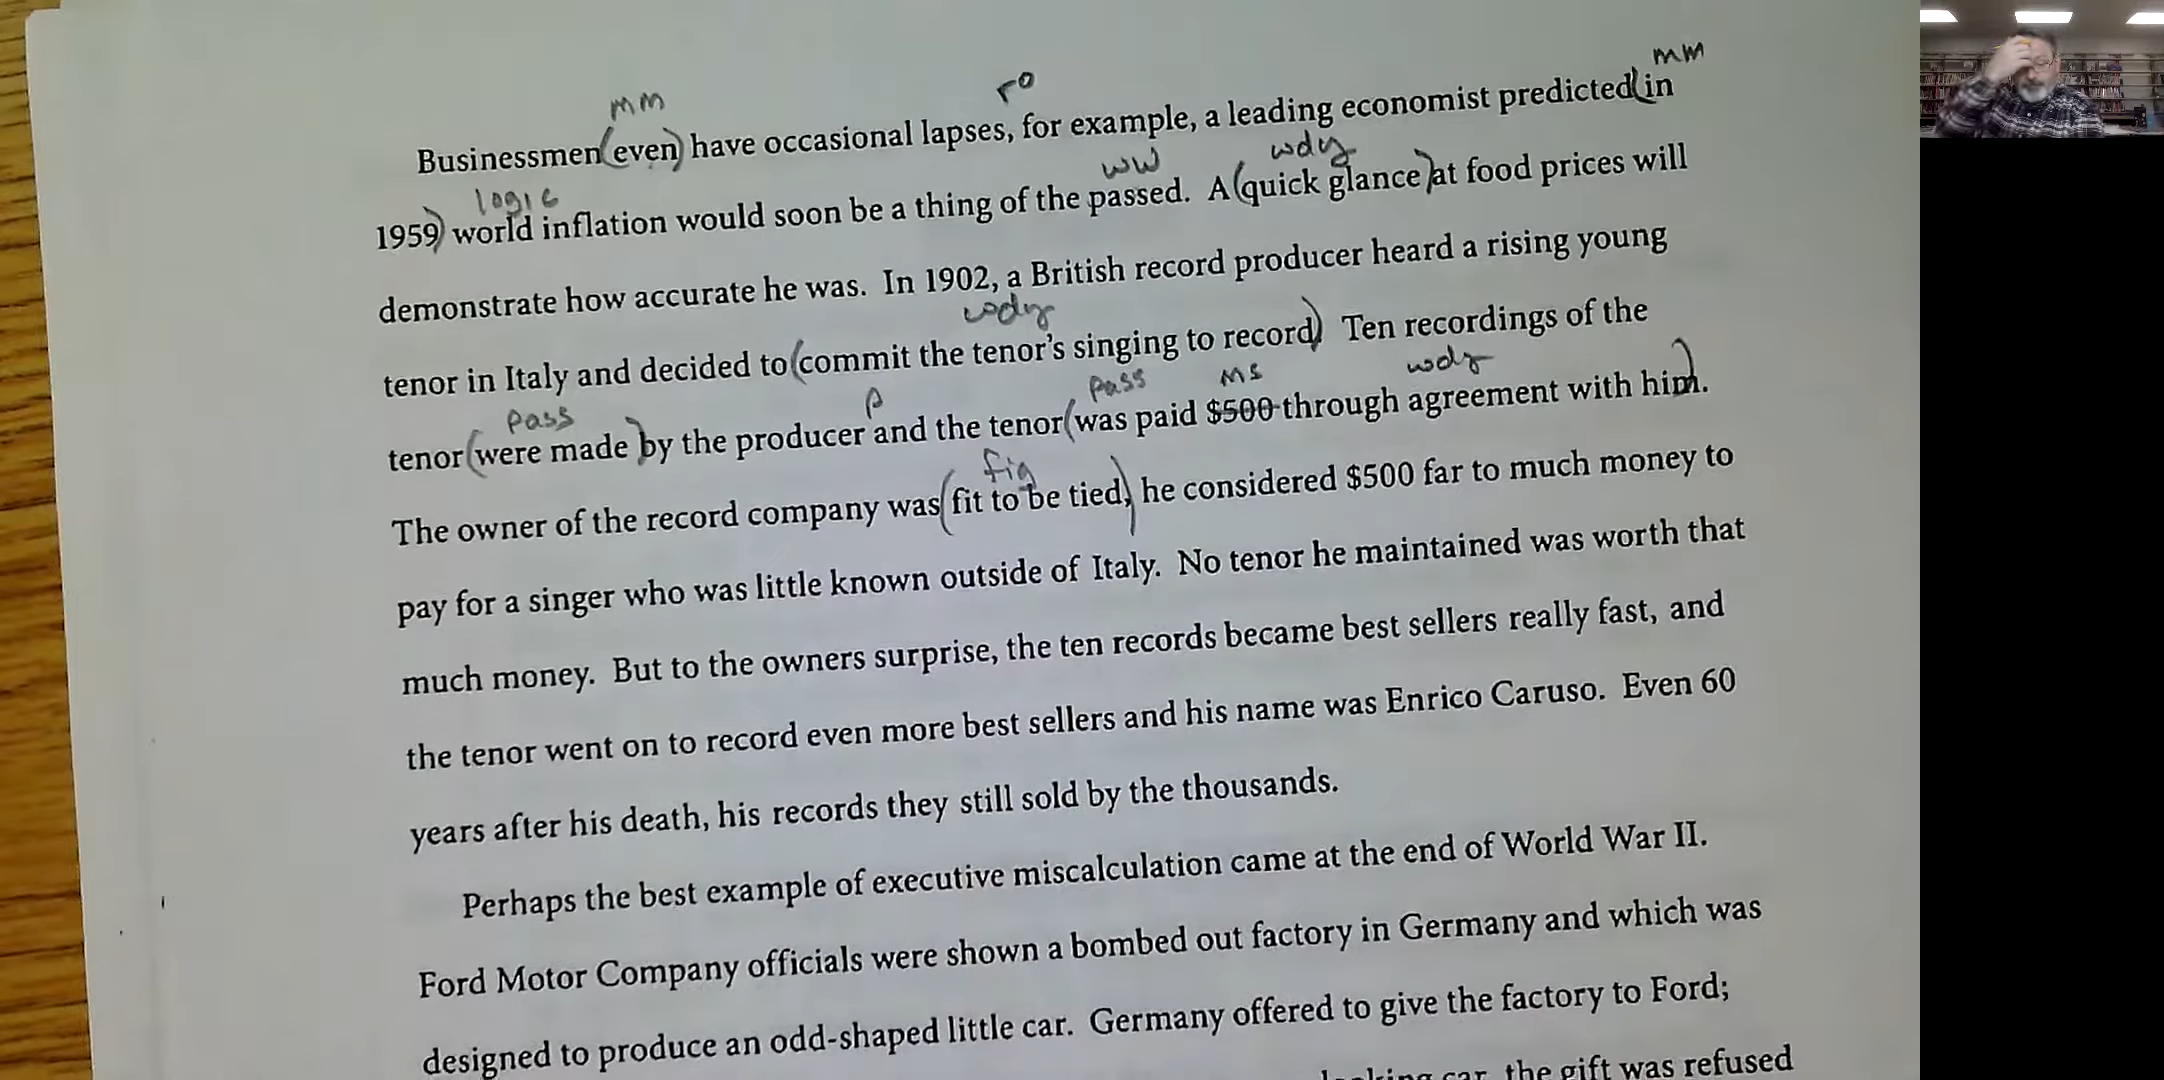 mm
ro
mm
Businessmen (even) have occasional lapses, for example, a leading economist predicted (in
logic
ww
wdy
1959) world inflation would soon be a thing of the passed. A (quick glance) at food prices will
demonstrate how accurate he was. In 1902, a British record producer heard a rising young
wdy
tenor in Italy and decided to (commit the tenor's singing to record) Ten recordings of the
pass
p
pass
ms
wdy
tenor (were made) by the producer and the tenor (was paid $500 through agreement with him).
fig
The owner of the record company was (fit to be tied,) he considered $500 far to much money to
pay for a singer who was little known outside of Italy. No tenor he maintained was worth that
much money. But to the owners surprise, the ten records became best sellers really fast, and
the tenor went on to record even more best sellers and his name was Enrico Caruso. Even 60
years after his death, his records they still sold by the thousands.
Perhaps the best example of executive miscalculation came at the end of World War II.
Ford Motor Company officials were shown a bombed out factory in Germany and which was
designed to produce an odd-shaped little car. Germany offered to give the factory to Ford;
car, the gift was refused